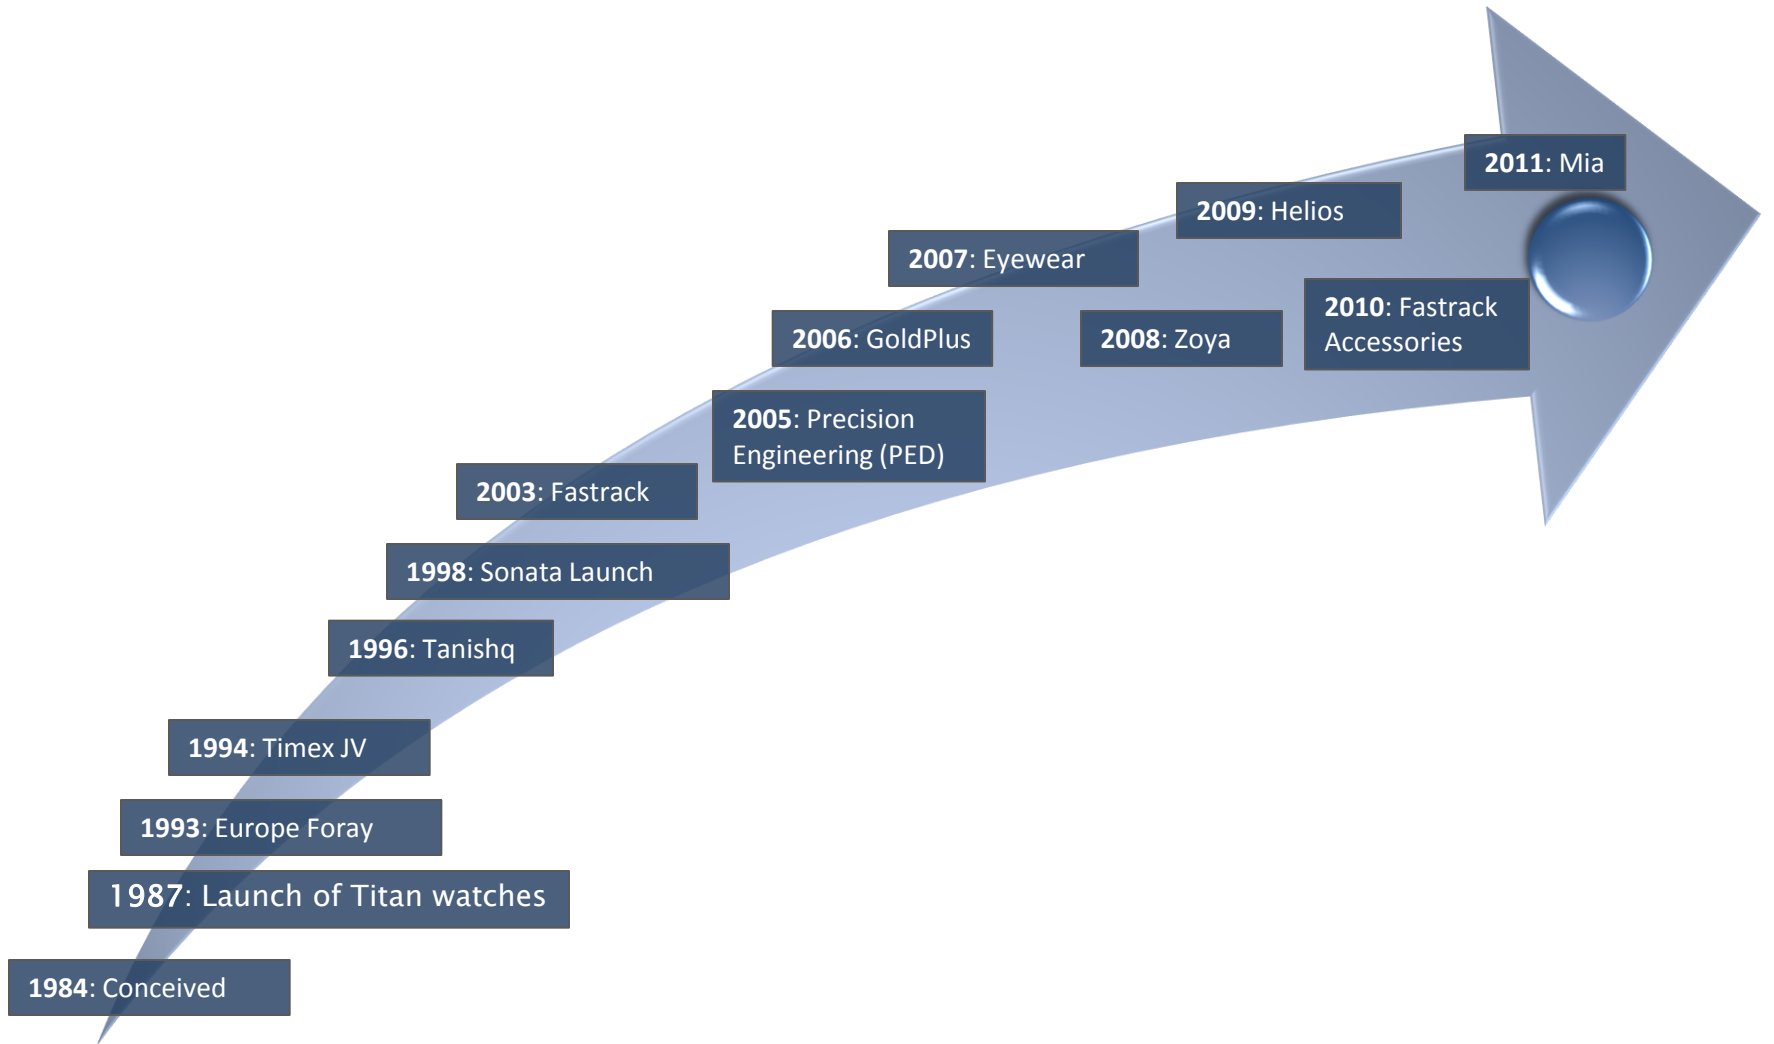 2011: Mia
2009: Helios
2007: Eyewear
2010: Fastrack
Accessories
2006: GoldPlus
2008: Zoya
2005: Precision
Engineering (PED)
2003: Fastrack
1998: Sonata Launch
1996: Tanishq
1994: Timex JV
1993: Europe Foray
1987: Launch of Titan watches
1984: Conceived